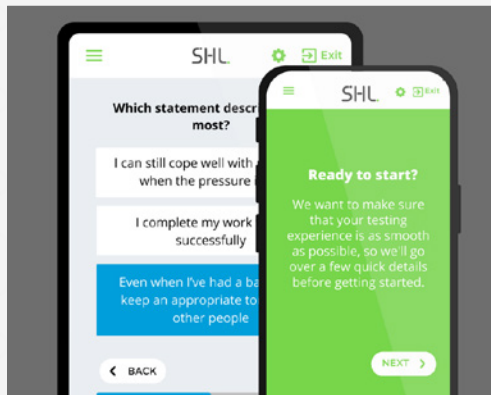 SHL.
Exit
Which statement descr
most?
I can still cope well with
when the pressure i
I complete my work
successfully
Even when I've had a ba
keep an appropriate to
other people
BACK
SHL.
Exit
Ready to start?
We want to make sure
that your testing
experience is as smooth
as possible, so we'll go
over a few quick details
before getting started.
NEXT